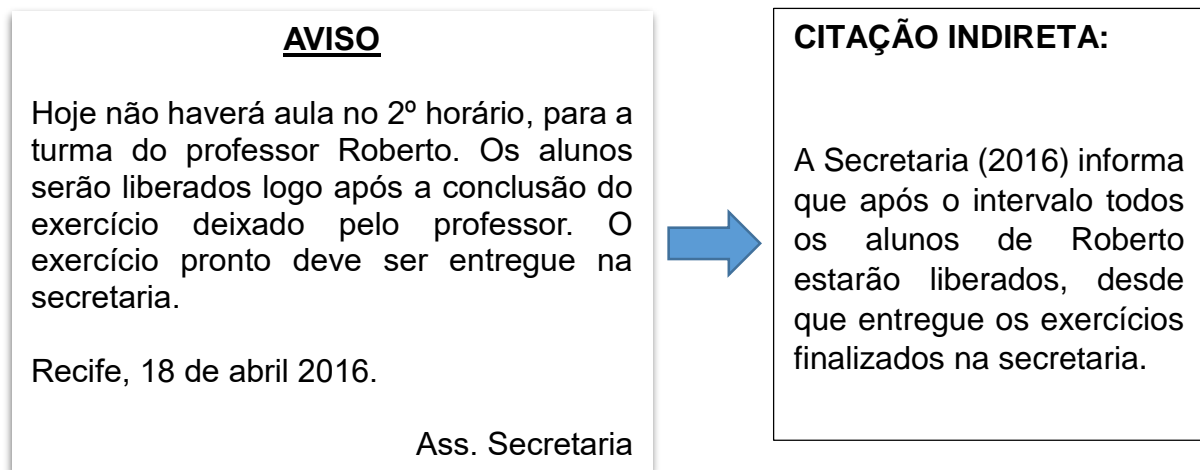 AVISO
Hoje não haverá aula no 2º horário, para a
turma do professor Roberto. Os alunos
serão liberados logo após a conclusão do
exercício deixado pelo professor. O
exercício pronto deve ser entregue na
secretaria.
Recife, 18 de abril 2016.
Ass. Secretaria
CITAÇÃO INDIRETA:
A Secretaria (2016) informa
que após o intervalo todos
os alunos de Roberto
estarão liberados, desde
que entregue os exercícios
finalizados na secretaria.